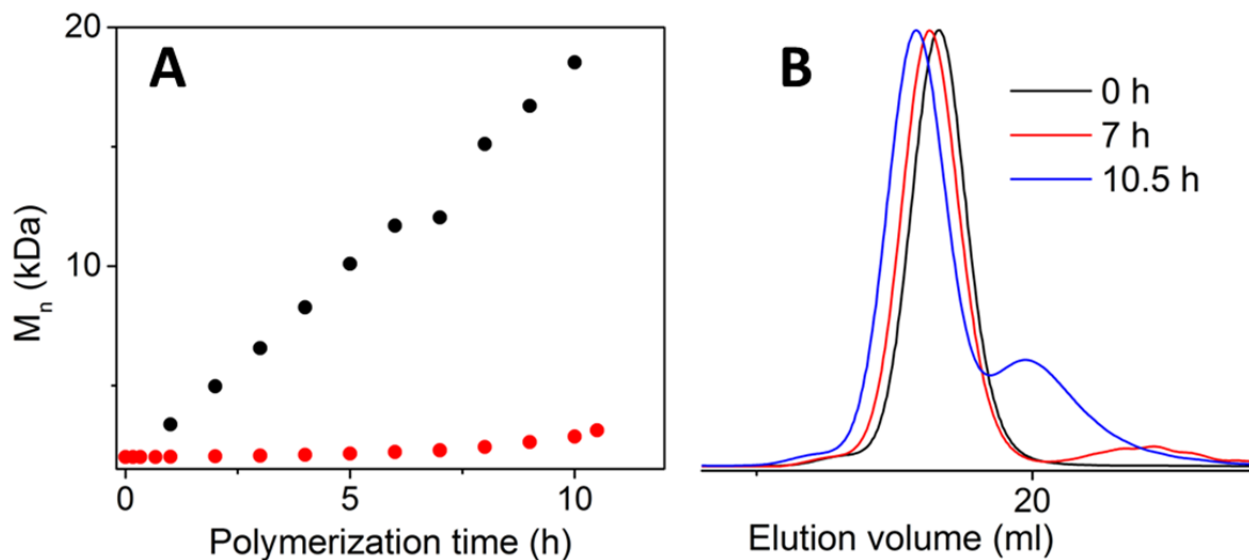 A
20
10
0
5
10
Mn (kDa)
Polymerization time (h)
B
0 h
7 h
10.5 h
20
Elution volume (ml)